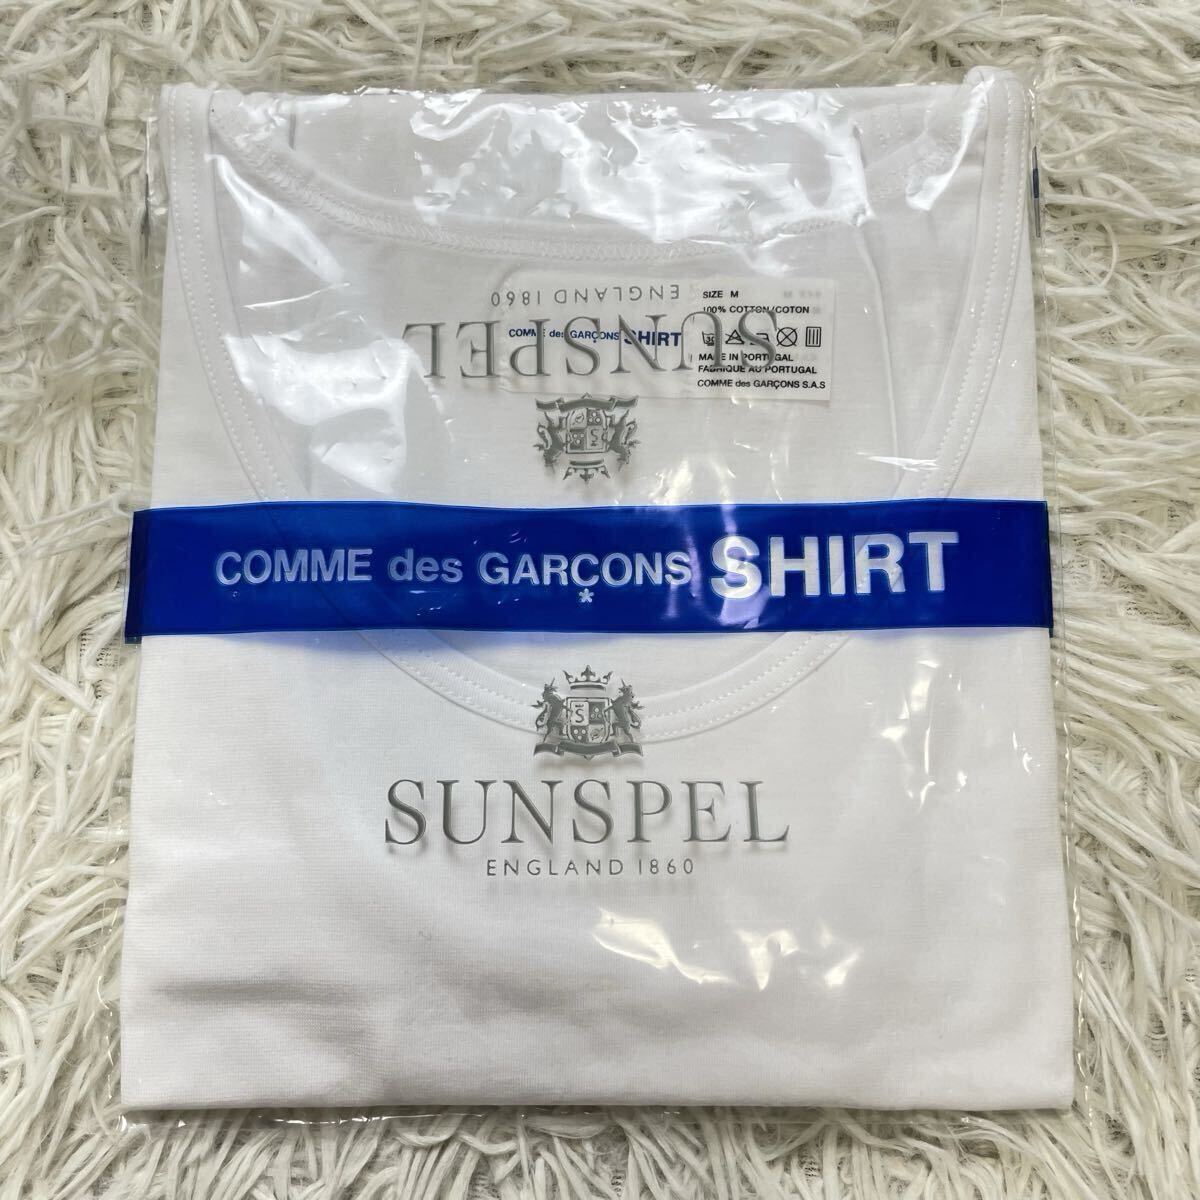 ENGLAND 1860
SUNSPEL
SIZE M
100% COTTON/COTON
COMME des GARÇONS SHIRT
MADE IN PORTUGAL
FABRIQUE AU PORTUGAL
COMME des GARÇONS S.A.S
COMME des GARÇONS SHIRT
*
S
SUNSPEL
ENGLAND 1860